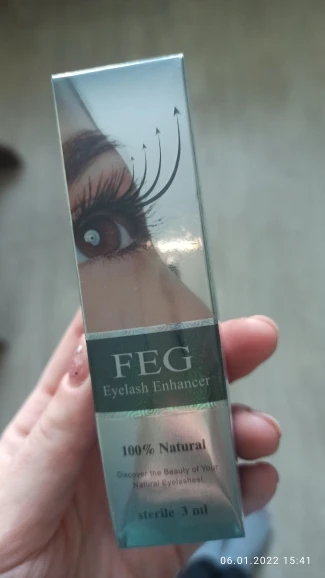 FEG
Eyelash Enhancer
100% Natural
Discover the Beauty of Your
Natural Eyelashes!
sterile 3 ml
06.01.2022 15:41